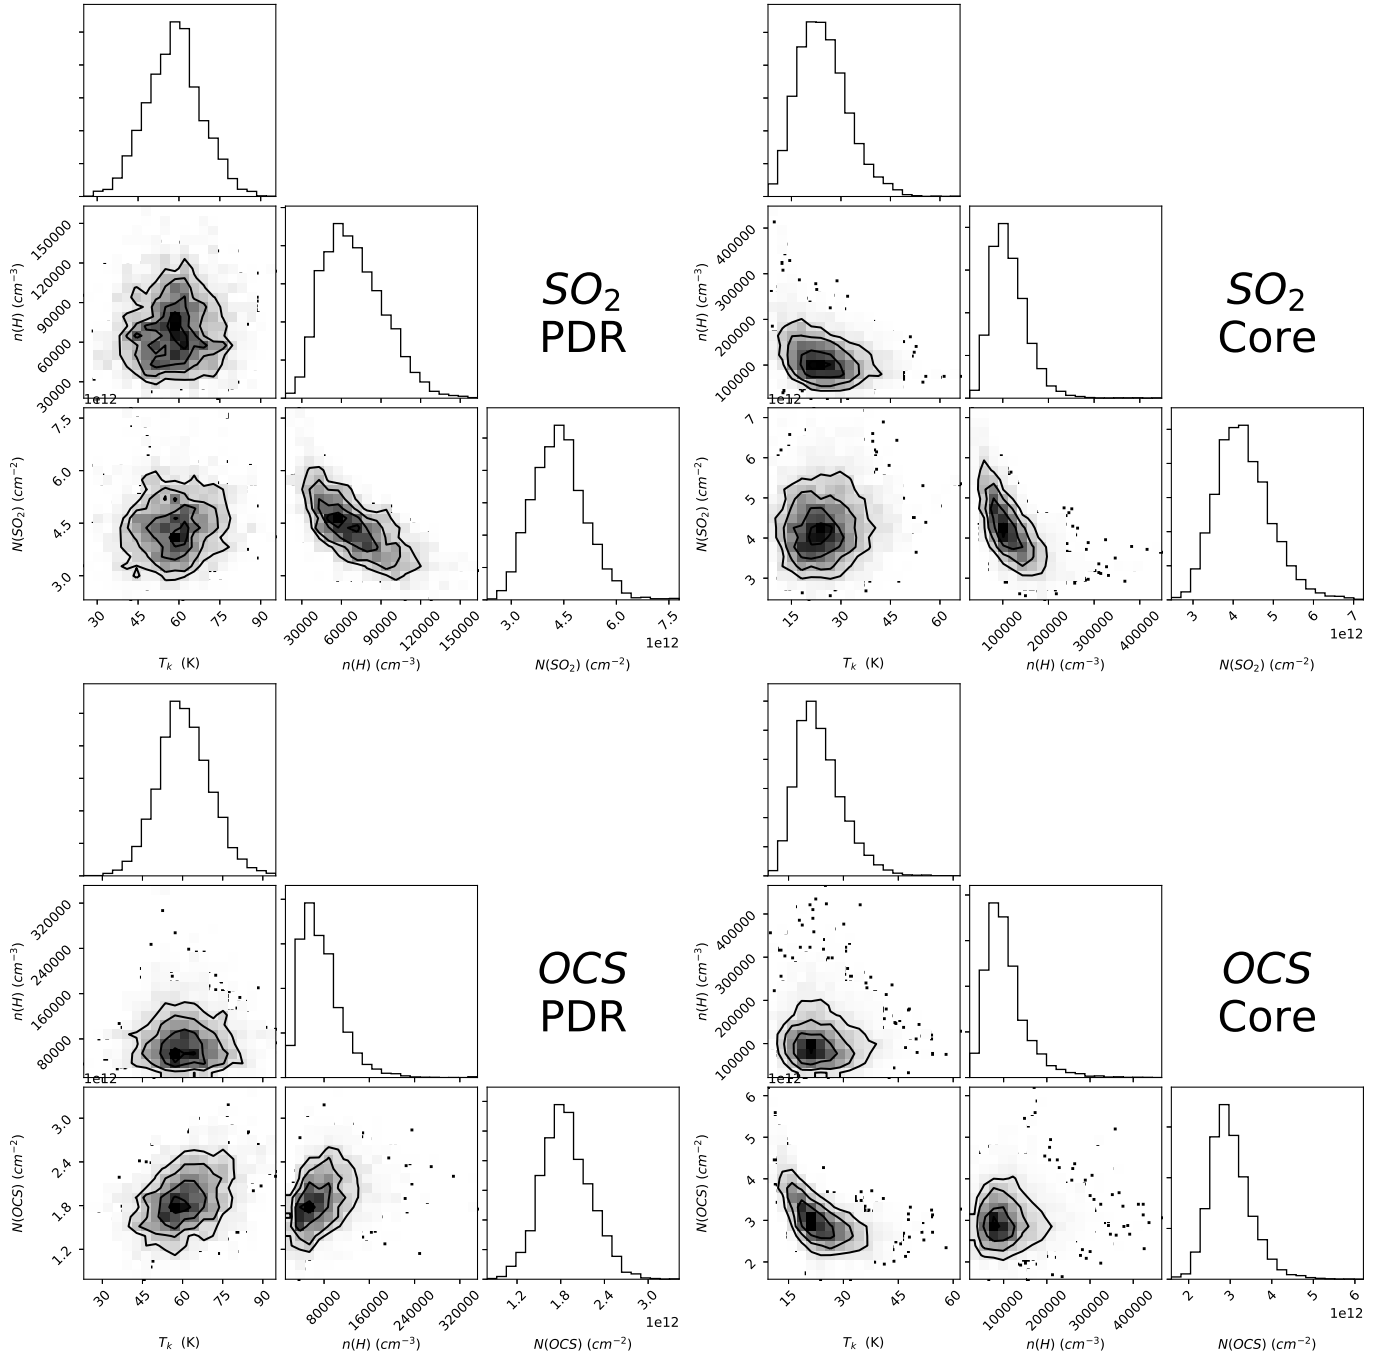 n(H) (cm⁻³)
150000
120000
90000
60000
30000
400000
300000
200000
100000
SO₂
PDR
SO₂
Core
1e12
1e12
N(SO₂) (cm⁻²)
7.5
6.0
4.5
3.0
N(SO₂) (cm⁻²)
7
6
5
4
3
30 45 60 75 90
30000 60000 90000 120000 150000
3.0 4.5 6.0 7.5
1e12
15 30 45 60
100000 200000 300000 400000
3 4 5 6 7
1e12
Tₖ (K)
n(H) (cm⁻³)
N(SO₂) (cm⁻²)
Tₖ (K)
n(H) (cm⁻³)
N(SO₂) (cm⁻²)
n(H) (cm⁻³)
320000
240000
160000
80000
n(H) (cm⁻³)
400000
300000
200000
100000
OCS
PDR
OCS
Core
1e12
1e12
N(OCS) (cm⁻²)
3.0
2.4
1.8
1.2
N(OCS) (cm⁻²)
6
5
4
3
2
30 45 60 75 90
80000 160000 240000 320000
1.2 1.8 2.4 3.0
1e12
15 30 45 60
100000 200000 300000 400000
2 3 4 5 6
1e12
Tₖ (K)
n(H) (cm⁻³)
N(OCS) (cm⁻²)
Tₖ (K)
n(H) (cm⁻³)
N(OCS) (cm⁻²)